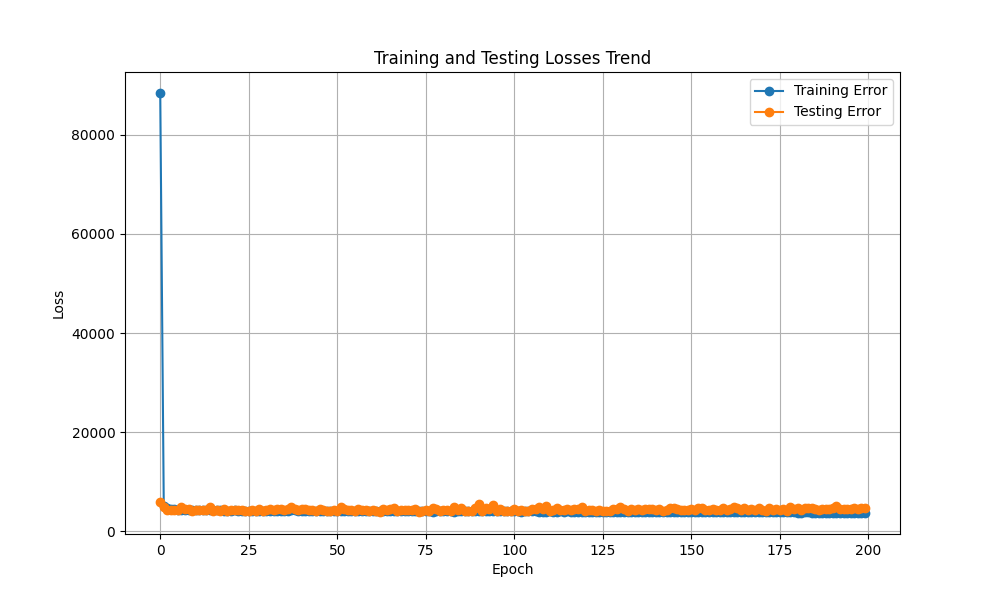 Training and Testing Losses Trend
Training Error
Testing Error
80000
60000
40000
20000
0
Loss
0 25 50 75 100 125 150 175 200
Epoch